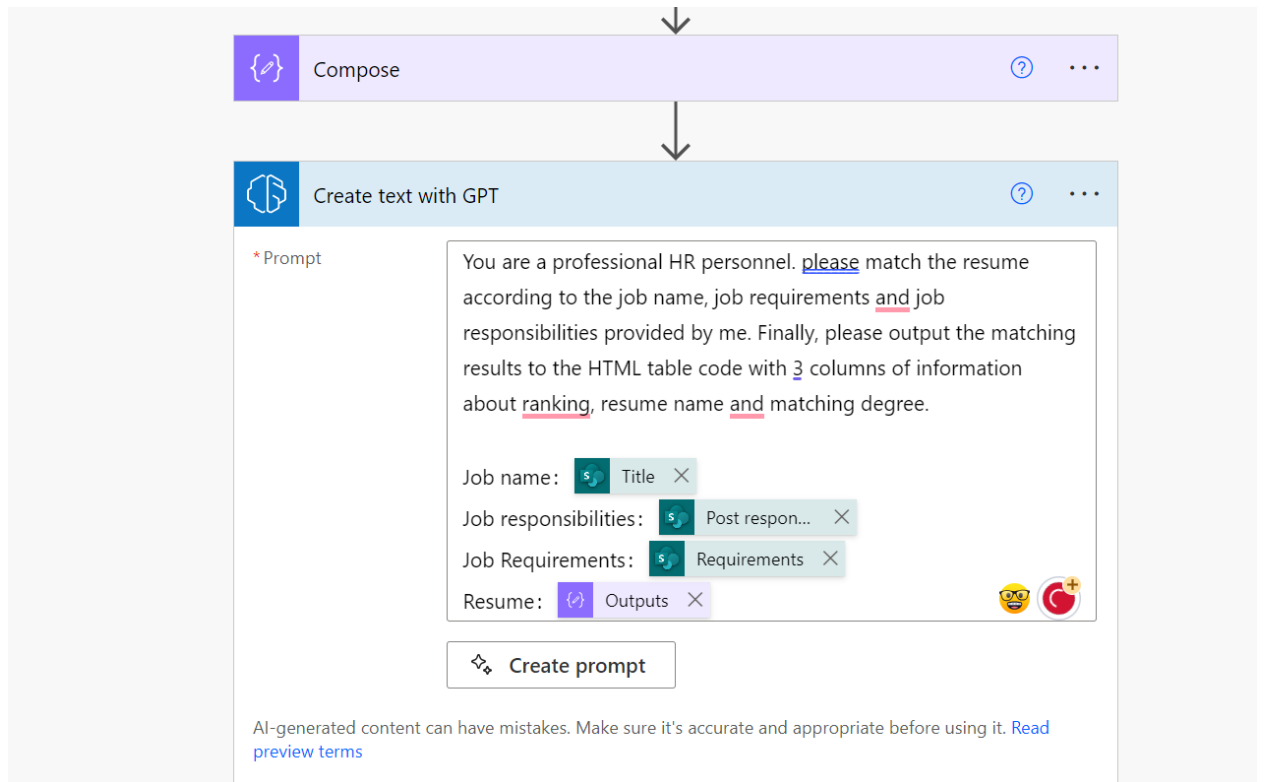 Compose
Create text with GPT
* Prompt
You are a professional HR personnel. please match the resume
according to the job name, job requirements and job
responsibilities provided by me. Finally, please output the matching
results to the HTML table code with 3 columns of information
about ranking, resume name and matching degree.
Job name: Title
Job responsibilities: Post respon...
Job Requirements: Requirements
Resume: Outputs
Create prompt
AI-generated content can have mistakes. Make sure it's accurate and appropriate before using it. Read
preview terms